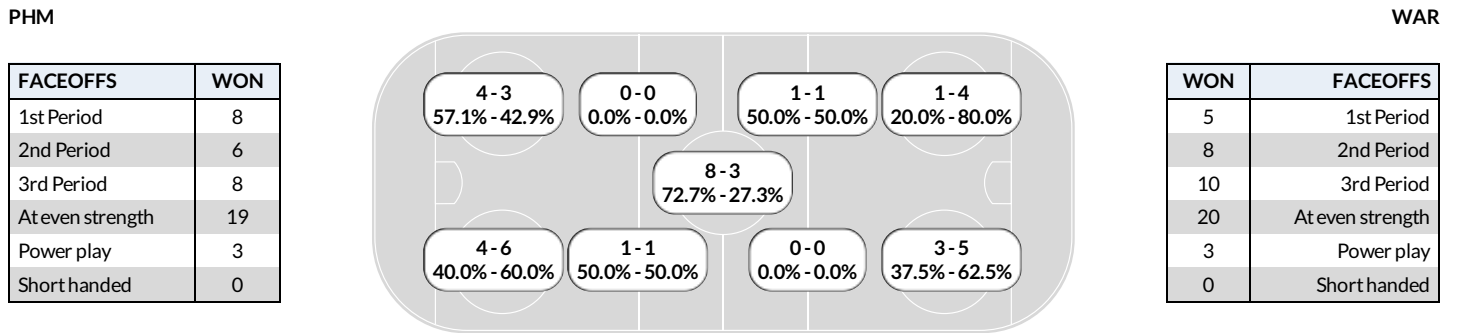 PHM
WAR
FACEOFFS WON
1st Period 8
2nd Period 6
3rd Period 8
At even strength 19
Power play 3
Short handed 0
4 - 3
57.1% - 42.9%
0 - 0
0.0% - 0.0%
1 - 1
50.0% - 50.0%
1 - 4
20.0% - 80.0%
8 - 3
72.7% - 27.3%
4 - 6
40.0% - 60.0%
1 - 1
50.0% - 50.0%
0 - 0
0.0% - 0.0%
3 - 5
37.5% - 62.5%
WON FACEOFFS
5 1st Period
8 2nd Period
10 3rd Period
20 At even strength
3 Power play
0 Short handed